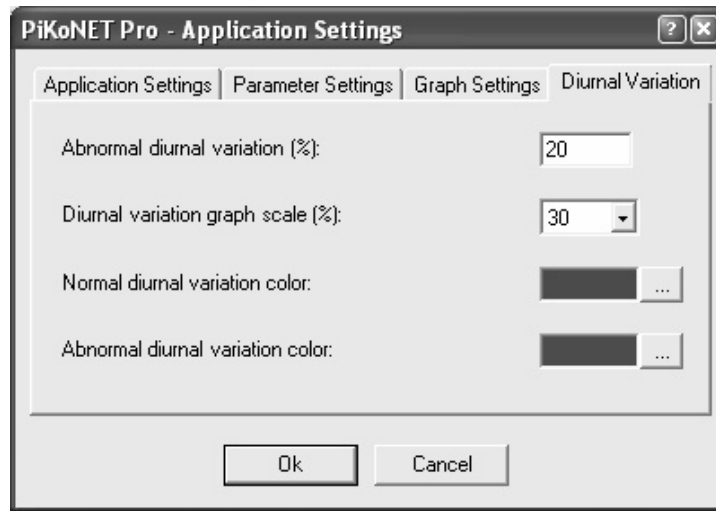 PiKoNET Pro - Application Settings
Application Settings Parameter Settings Graph Settings Diurnal Variation
Abnormal diurnal variation (%): 20
Diurnal variation graph scale (%): 30
Normal diurnal variation color: ...
Abnormal diurnal variation color: ...
Ok Cancel